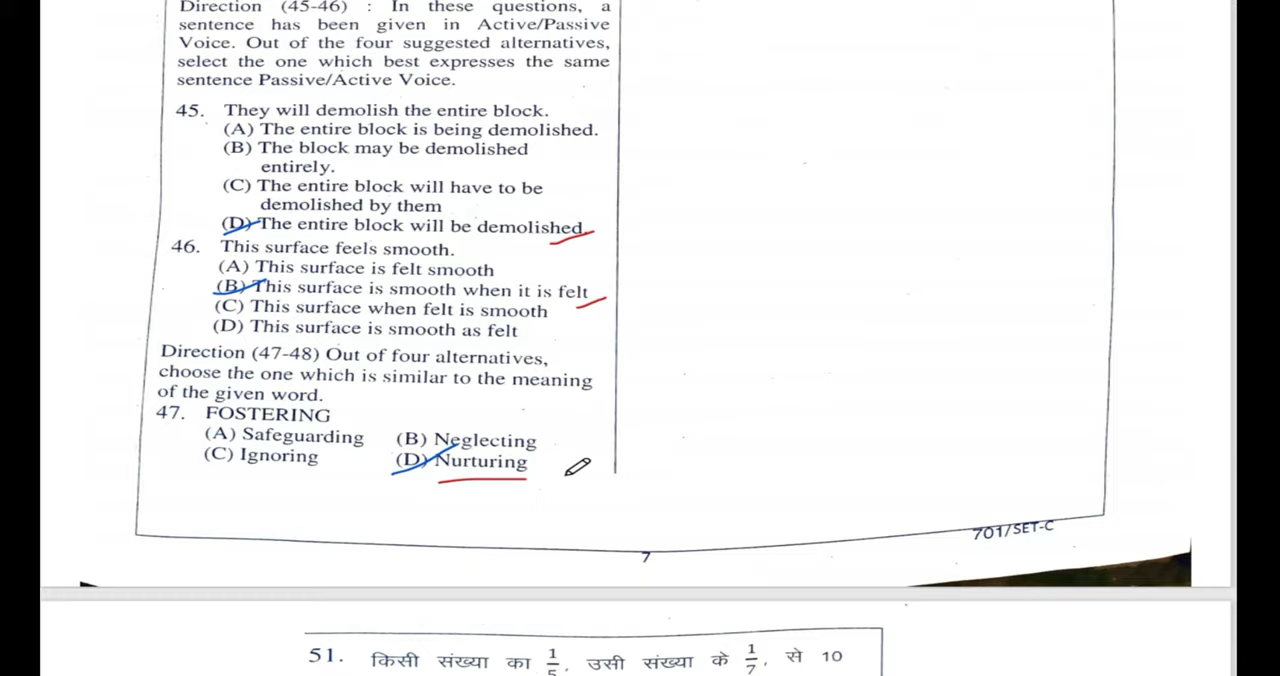 Direction (45-46) : In these questions, a
sentence has been given in Active/Passive
Voice. Out of the four suggested alternatives,
select the one which best expresses the same
sentence Passive/Active Voice.
45. They will demolish the entire block.
(A) The entire block is being demolished.
(B) The block may be demolished
entirely.
(C) The entire block will have to be
demolished by them
(D) The entire block will be demolished.
46. This surface feels smooth.
(A) This surface is felt smooth
(B) This surface is smooth when it is felt
(C) This surface when felt is smooth
(D) This surface is smooth as felt
Direction (47-48) Out of four alternatives,
choose the one which is similar to the meaning
of the given word.
47. FOSTERING
(A) Safeguarding (B) Neglecting
(C) Ignoring (D) Nurturing
701/SET-C
7
51. किसी संख्या का 1/5, उसी संख्या के 1/7, से 10